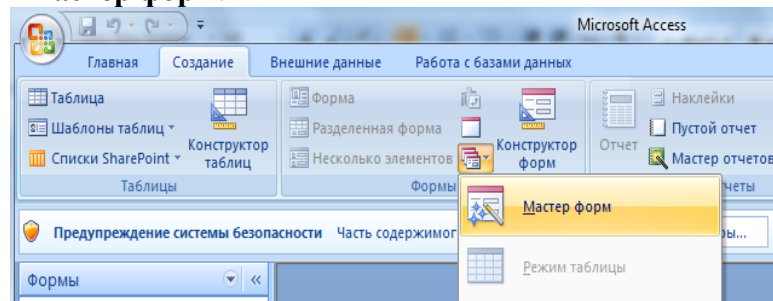 Microsoft Access
Главная Создание Внешние данные Работа с базами данных
Таблица
Шаблоны таблиц
Списки SharePoint
Конструктор таблиц
Таблицы
Форма
Разделенная форма
Несколько элементов
Конструктор форм
Формы
Отчет
Наклейки
Пустой отчет
Мастер отчетов
Мастер форм
Режим таблицы
Предупреждение системы безопасности Часть
Формы